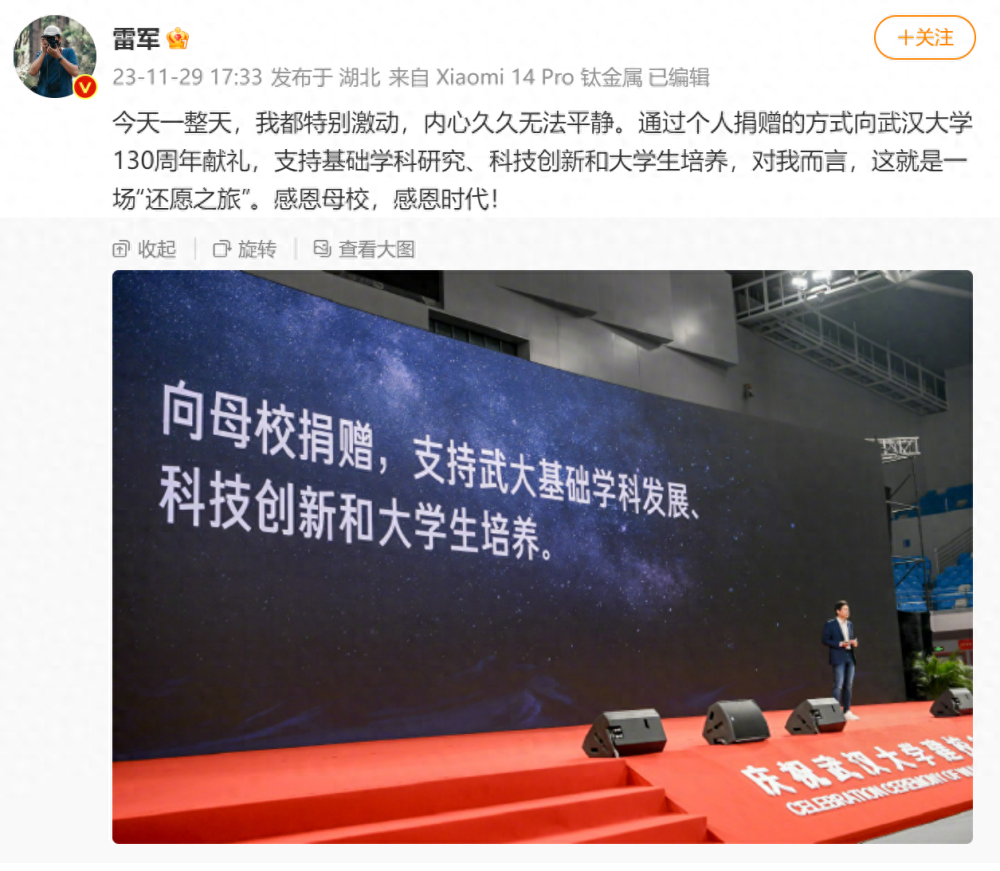 雷军
+关注
23-11-29 17:33 发布于 湖北 来自 Xiaomi 14 Pro 钛金属 已编辑
今天一整天，我都特别激动，内心久久无法平静。通过个人捐赠的方式向武汉大学
130周年献礼，支持基础学科研究、科技创新和大学生培养，对我而言，这就是一
场“还愿之旅”。感恩母校，感恩时代！
收起
旋转
查看大图
向母校捐赠，支持武大基础学科发展、
科技创新和大学生培养。
庆祝武汉大学建校
CELEBRATION CEREMONY OF